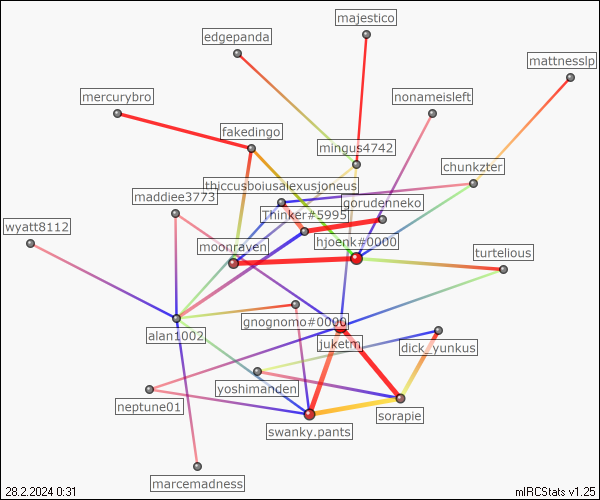 majestico
edgepanda
mattnesslp
mercurybro
nonameisleft
fakedingo
mingus4742
chunkzter
thiccusboiusalexusjoneus
maddiee3773
gorudenneko
Thinker#5995
wyatt8112
hjoenk#0000
moonraven
turtelious
gnognomo#0000
alan1002
juketm
dick_yunkus
yoshimanden
neptune01
sorapie
swanky.pants
marcemadness
28.2.2024 0:31
mIRCStats v1.25